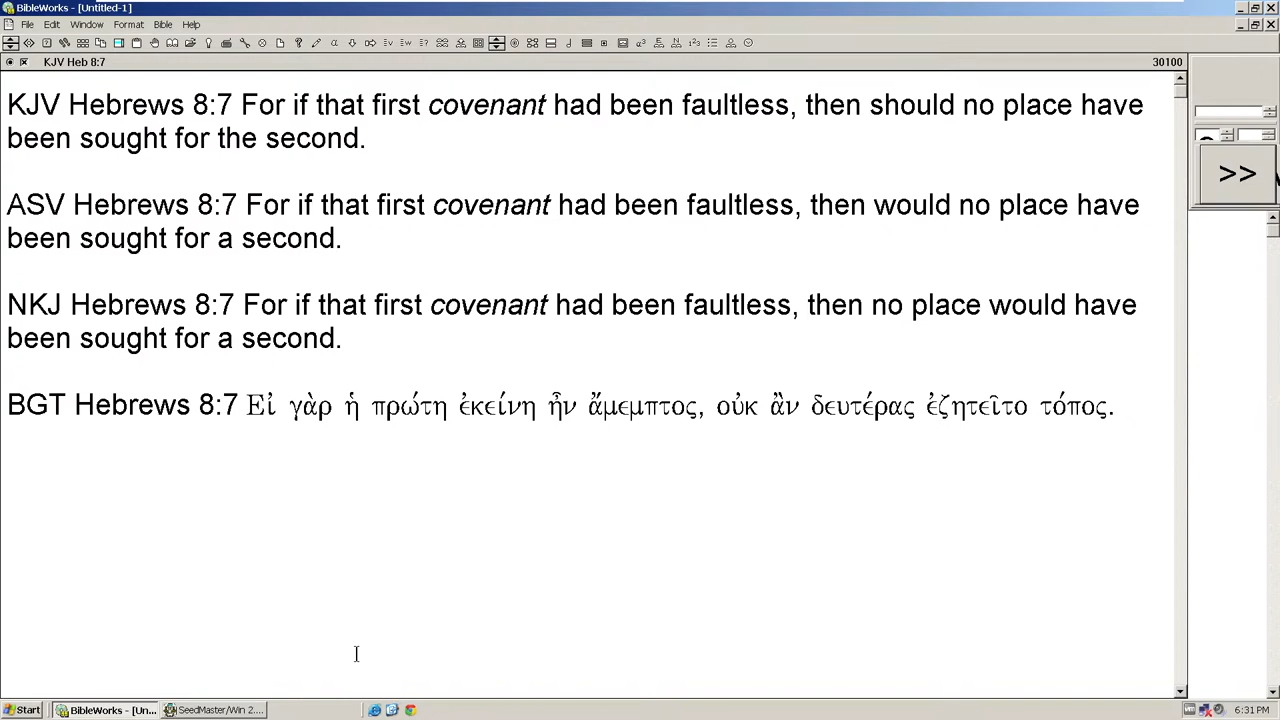 BibleWorks - [Untitled-1]
File Edit Window Format Bible Help
KJV Heb 8:7 30100
KJV Hebrews 8:7 For if that first covenant had been faultless, then should no place have
been sought for the second.
ASV Hebrews 8:7 For if that first covenant had been faultless, then would no place have
been sought for a second.
NKJ Hebrews 8:7 For if that first covenant had been faultless, then no place would have
been sought for a second.
BGT Hebrews 8:7 Εἰ γὰρ ἡ πρώτη ἐκείνη ἦν ἄμεμπτος, οὐκ ἂν δευτέρας ἐζητεῖτο τόπος.
>>
Start BibleWorks - [Un... SeedMaster/Win 2.... 6:31 PM